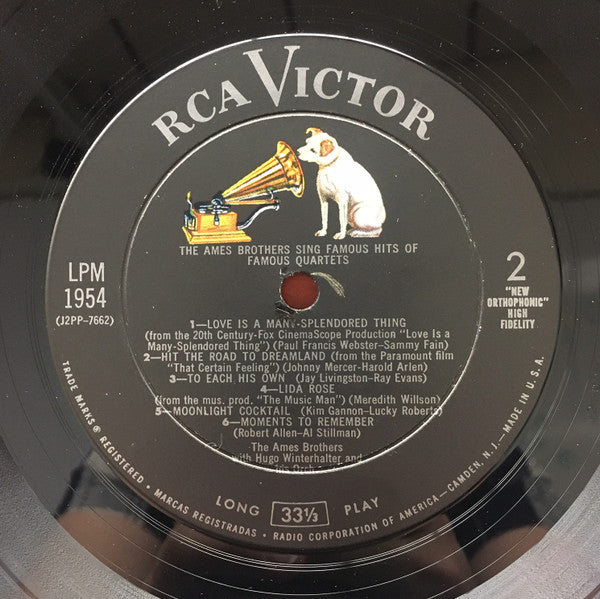 RCA VICTOR
THE AMES BROTHERS SING FAMOUS HITS OF
FAMOUS QUARTETS
LPM
1954
(J2PP-7662)
2
"NEW
ORTHOPHONIC"
HIGH
FIDELITY
1—LOVE IS A MANY-SPLENDORED THING
(from the 20th Century-Fox CinemaScope Production "Love Is a
Many-Splendored Thing") (Paul Francis Webster–Sammy Fain)
2—HIT THE ROAD TO DREAMLAND (from the Paramount film
"That Certain Feeling") (Johnny Mercer-Harold Arlen)
3—TO EACH HIS OWN (Jay Livingston–Ray Evans)
4—LIDA ROSE
(from the mus. prod. "The Music Man") (Meredith Willson)
5—MOONLIGHT COCKTAIL (Kim Gannon–Lucky Roberts)
6—MOMENTS TO REMEMBER
(Robert Allen–Al Stillman)
The Ames Brothers
with Hugo Winterhalter and
his Orch
LONG 33⅓ PLAY
TRADE MARKS ® REGISTERED • MARCAS REGISTRADAS • RADIO CORPORATION OF AMERICA—CAMDEN, N.J.—MADE IN U.S.A.